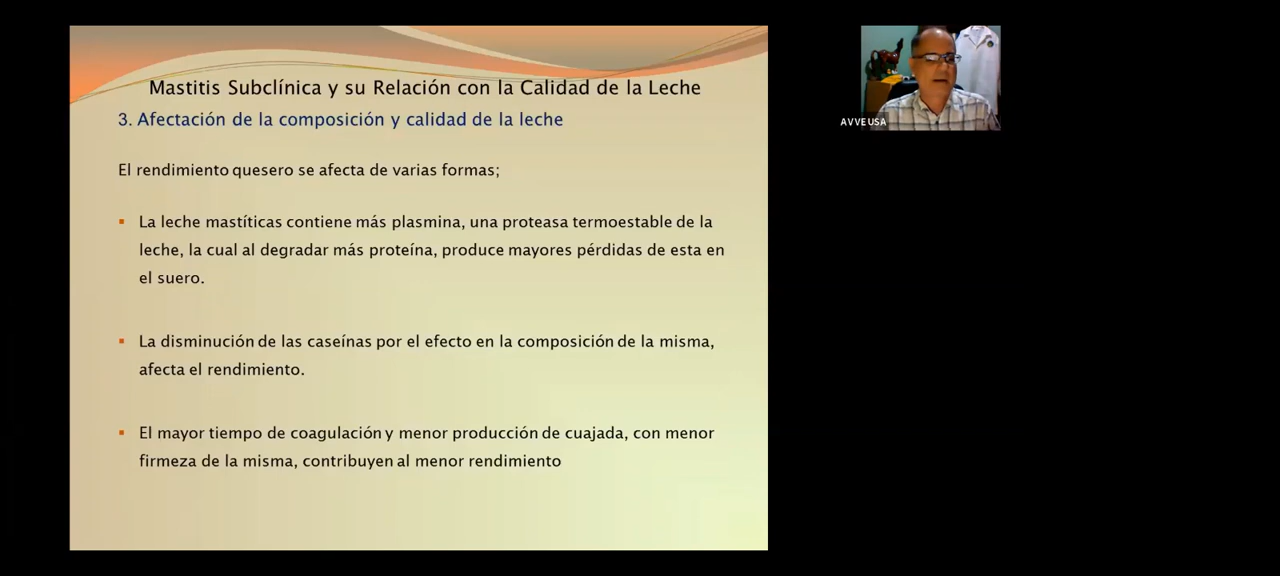 Mastitis Subclínica y su Relación con la Calidad de la Leche
3. Afectación de la composición y calidad de la leche
El rendimiento quesero se afecta de varias formas;
▪ La leche mastíticas contiene más plasmina, una proteasa termoestable de la
leche, la cual al degradar más proteína, produce mayores pérdidas de esta en
el suero.
▪ La disminución de las caseínas por el efecto en la composición de la misma,
afecta el rendimiento.
▪ El mayor tiempo de coagulación y menor producción de cuajada, con menor
firmeza de la misma, contribuyen al menor rendimiento
AVVEUSA